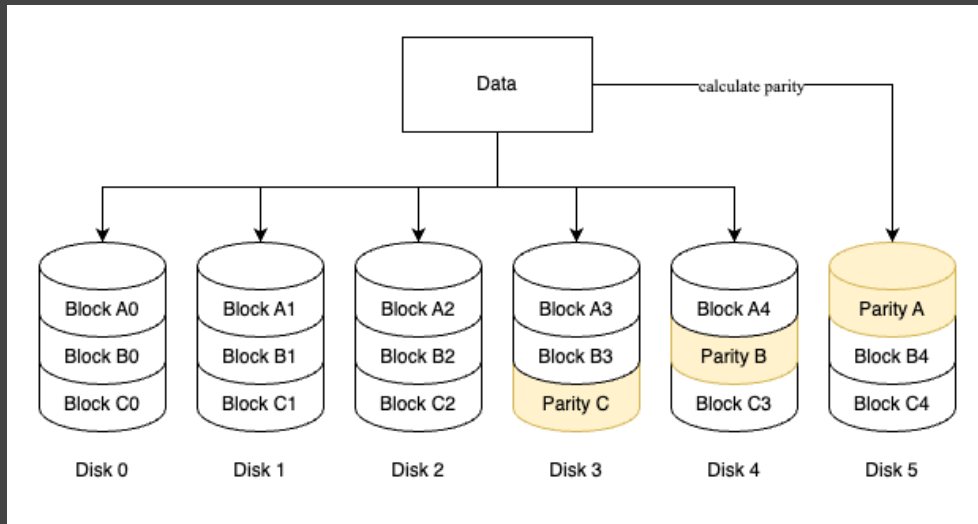 Data
calculate parity
Block A0 Block A1 Block A2 Block A3 Block A4 Parity A
Block B0 Block B1 Block B2 Block B3 Parity B Block B4
Block C0 Block C1 Block C2 Parity C Block C3 Block C4
Disk 0 Disk 1 Disk 2 Disk 3 Disk 4 Disk 5